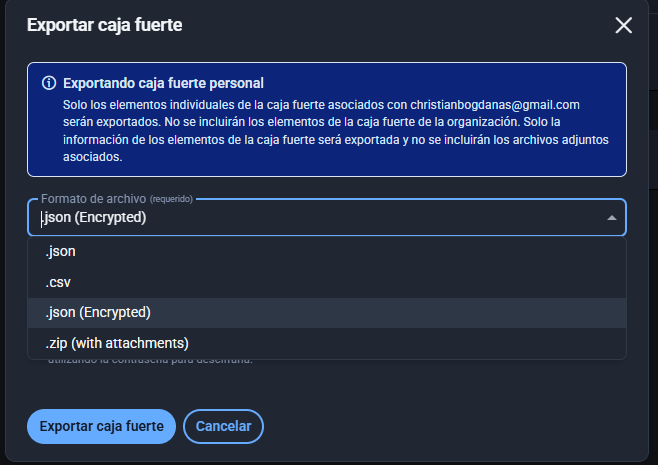 Exportar caja fuerte
Exportando caja fuerte personal
Solo los elementos individuales de la caja fuerte asociados con christianbogdanas@gmail.com
serán exportados. No se incluirán los elementos de la caja fuerte de la organización. Solo la
información de los elementos de la caja fuerte será exportada y no se incluirán los archivos adjuntos
asociados.
Formato de archivo (requerido)
.json (Encrypted)
.json
.csv
.json (Encrypted)
.zip (with attachments)
utilizando la contraseña para descifrarla.
Exportar caja fuerte
Cancelar